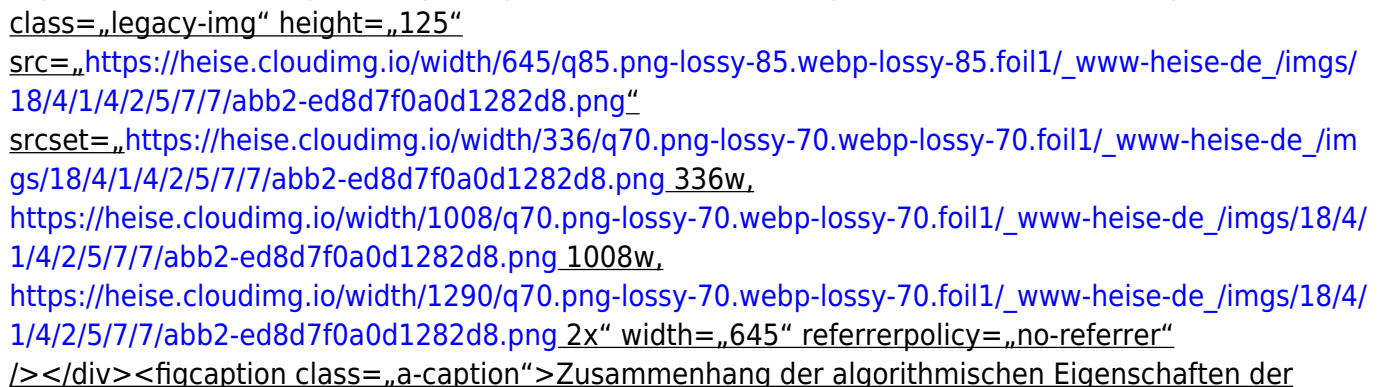 class=„legacy-img“ height=„125“
src=„https://heise.cloudimg.io/width/645/q85.png-lossy-85.webp-lossy-85.foil1/_www-heise-de_/imgs/
18/4/1/4/2/5/7/7/abb2-ed8d7f0a0d1282d8.png“
srcset=„https://heise.cloudimg.io/width/336/q70.png-lossy-70.webp-lossy-70.foil1/_www-heise-de_/im
gs/18/4/1/4/2/5/7/7/abb2-ed8d7f0a0d1282d8.png 336w,
https://heise.cloudimg.io/width/1008/q70.png-lossy-70.webp-lossy-70.foil1/_www-heise-de_/imgs/18/4/
1/4/2/5/7/7/abb2-ed8d7f0a0d1282d8.png 1008w,
https://heise.cloudimg.io/width/1290/q70.png-lossy-70.webp-lossy-70.foil1/_www-heise-de_/imgs/18/4/
1/4/2/5/7/7/abb2-ed8d7f0a0d1282d8.png 2x“ width=„645“ referrerpolicy=„no-referrer“
/></div><figcaption class=„a-caption“>Zusammenhang der algorithmischen Eigenschaften der